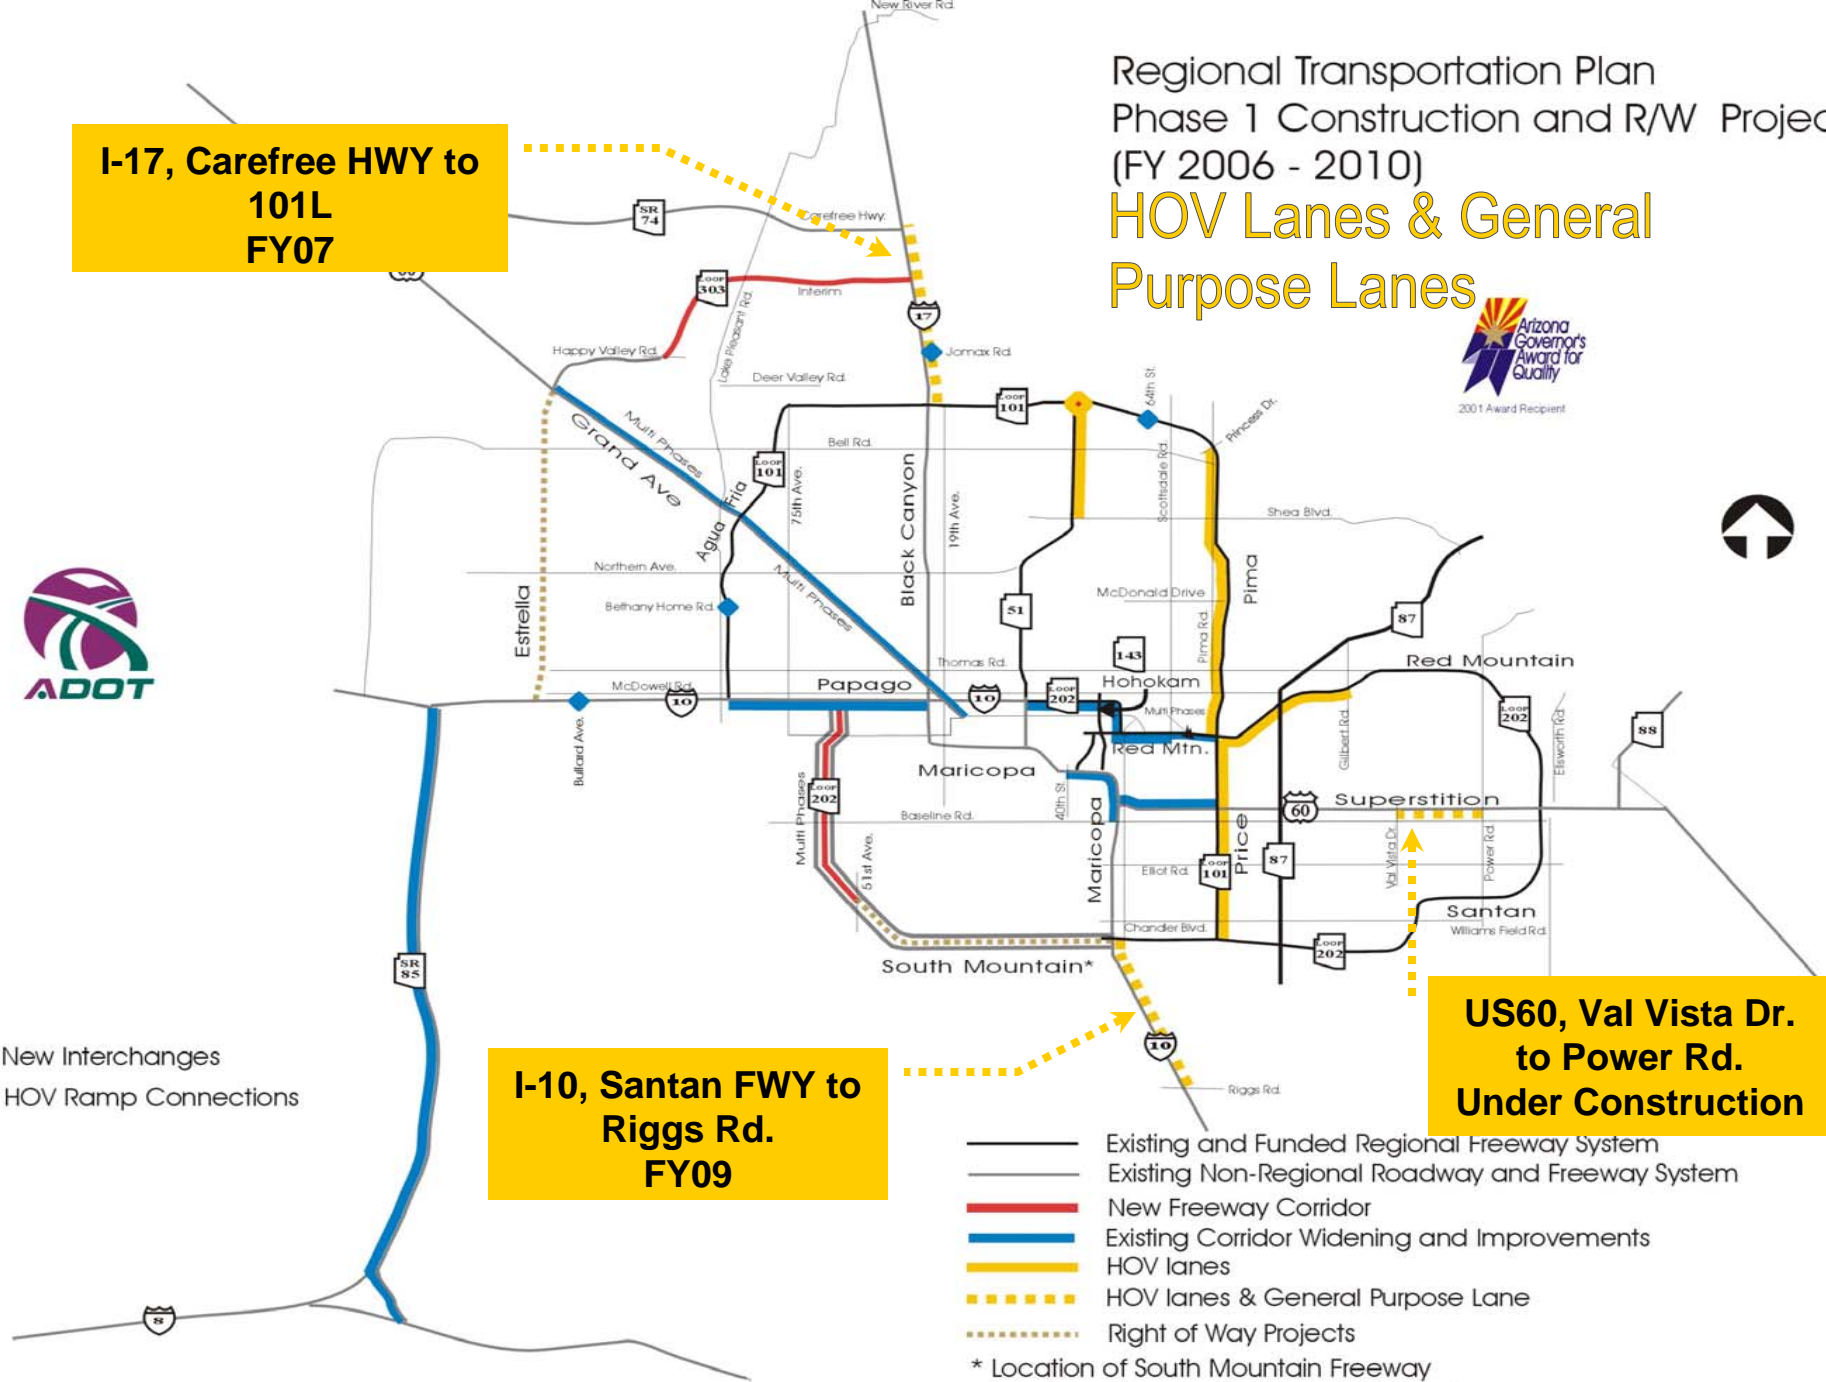 New River Rd.
Regional Transportation Plan
Phase 1 Construction and R/W Projec
(FY 2006 - 2010)
HOV Lanes & General
Purpose Lanes
I-17, Carefree HWY to
101L
FY07
SR
74
Carefree Hwy.
LOOP
303
Interim
17
Arizona
Governor's
Award for
Quality
2001 Award Recipient
Happy Valley Rd.
Lake Pleasant Rd.
Jomax Rd.
Deer Valley Rd.
64th St.
LOOP
101
Princess Dr.
Multi Phases
Grand Ave
Bell Rd.
LOOP
101
Agua Fria
75th Ave.
Black Canyon
19th Ave.
Scottsdale Rd.
Shea Blvd.
Northern Ave.
Multi Phases
Bethany Home Rd.
Estrella
51
McDonald Drive
Pima
Pima Rd.
87
143
Thomas Rd.
Red Mountain
McDowell Rd.
Papago
Hohokam
10
10
LOOP
202
Multi Phases
LOOP
202
88
ADOT
Bullard Ave.
Red Mtn.
Gilbert Rd.
Ellsworth Rd.
Maricopa
Multi Phases
LOOP
202
40th St.
60
Superstition
Baseline Rd.
Maricopa
Price
Val Vista Dr.
Power Rd.
51st Ave.
Elliot Rd.
LOOP
101
87
Santan
Chandler Blvd.
Williams Field Rd.
LOOP
202
South Mountain*
SR
85
US60, Val Vista Dr.
to Power Rd.
Under Construction
10
New Interchanges
HOV Ramp Connections
I-10, Santan FWY to
Riggs Rd.
FY09
Riggs Rd.
8
Existing and Funded Regional Freeway System
Existing Non-Regional Roadway and Freeway System
New Freeway Corridor
Existing Corridor Widening and Improvements
HOV lanes
HOV lanes & General Purpose Lane
Right of Way Projects
* Location of South Mountain Freeway